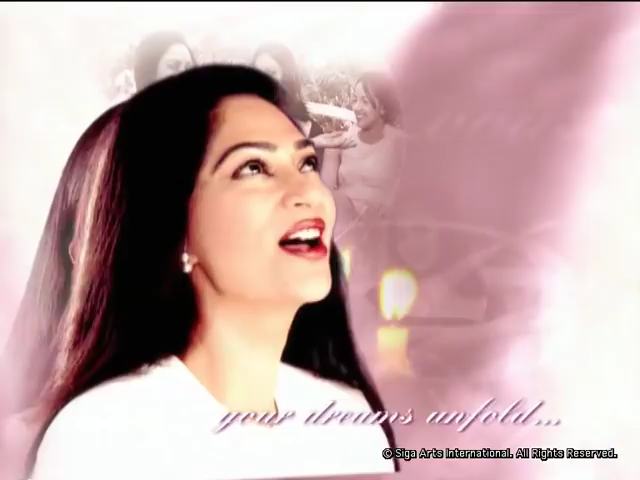 your dreams unfold...
© Siga Arts International. All Rights Reserved.